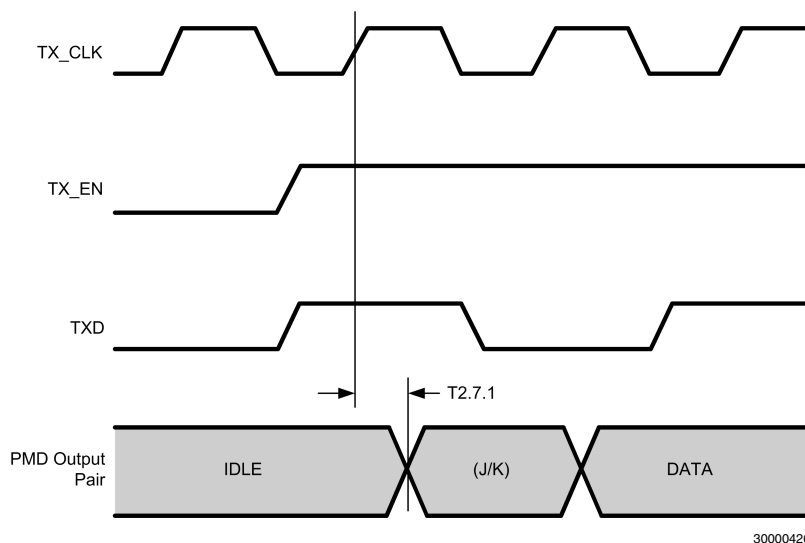 TX_CLK
TX_EN
TXD
T2.7.1
PMD Output
Pair
IDLE
(J/K)
DATA